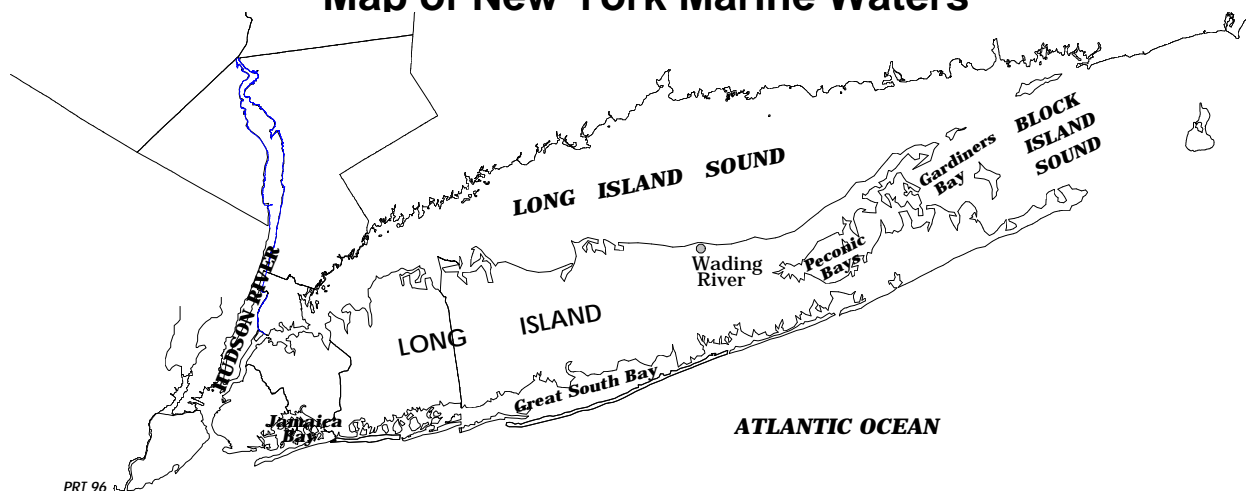 Map of New York Marine Waters
BLOCK
ISLAND
SOUND
Gardiners
Bay
LONG ISLAND SOUND
Peconic
Bays
Wading
River
HUDSON RIVER
LONG ISLAND
Great South Bay
Jamaica
Bay
ATLANTIC OCEAN
PRT 96